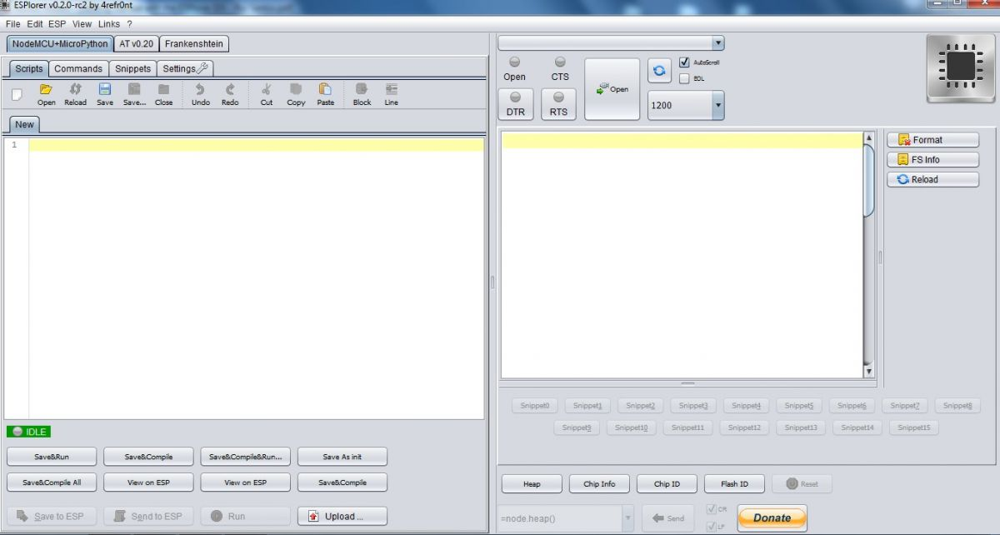 ESPlorer v0.2.0-rc2 by 4refr0nt
File Edit ESP View Links ?
NodeMCU+MicroPython AT v0.20 Frankenshtein
Scripts Commands Snippets Settings
Open Reload Save Save... Close Undo Redo Cut Copy Paste Block Line
New
1
IDLE
Save&Run Save&Compile Save&Compile&Run... Save As init
Save&Compile All View on ESP View on ESP Save&Compile
Save to ESP Send to ESP Run Upload ...
Open CTS
DTR RTS
Open
AutoScroll
EOL
1200
Format
FS Info
Reload
Snippet0 Snippet1 Snippet2 Snippet3 Snippet4 Snippet5 Snippet6 Snippet7 Snippet8
Snippet9 Snippet10 Snippet11 Snippet12 Snippet13 Snippet14 Snippet15
Heap Chip Info Chip ID Flash ID Reset
=node.heap() Send
CR
LF
Donate